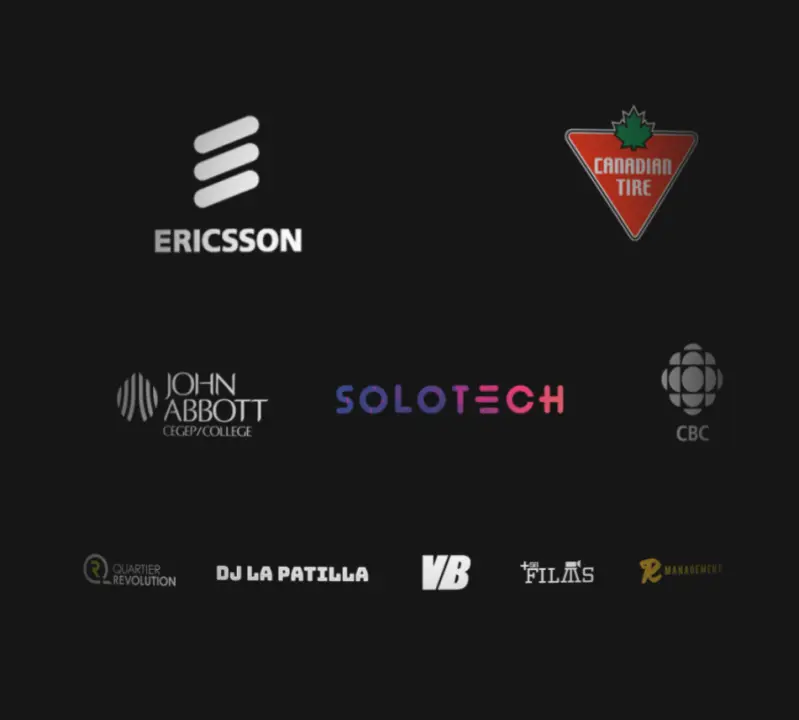 ERICSSON
CANADIAN
TIRE
JOHN
ABBOTT
CEGEP/COLLEGE
SOLOTECH
CBC
QUARTIER
REVOLUTION
DJ LA PATILLA
VB
FILMS
R MANAGEMENT